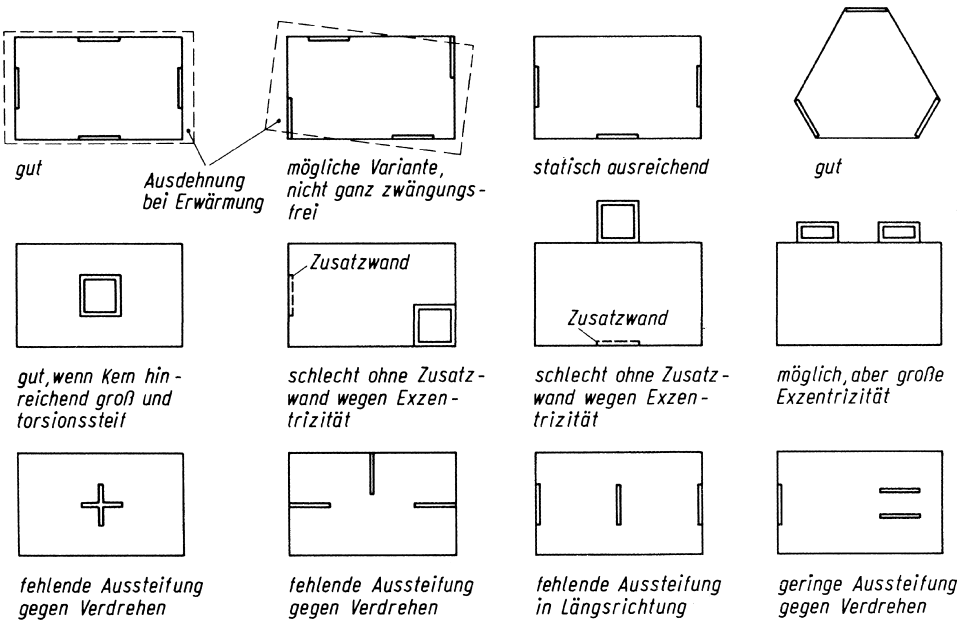 gut
Ausdehnung
bei Erwärmung
mögliche Variante,
nicht ganz zwängungs-
frei
statisch ausreichend
gut
gut, wenn Kern hin-
reichend groß und
torsionssteif
Zusatzwand
schlecht ohne Zusatz-
wand wegen Exzen-
trizität
Zusatzwand
schlecht ohne Zusatz-
wand wegen Exzen-
trizität
möglich, aber große
Exzentrizität
fehlende Aussteifung
gegen Verdrehen
fehlende Aussteifung
gegen Verdrehen
fehlende Aussteifung
in Längsrichtung
geringe Aussteifung
gegen Verdrehen